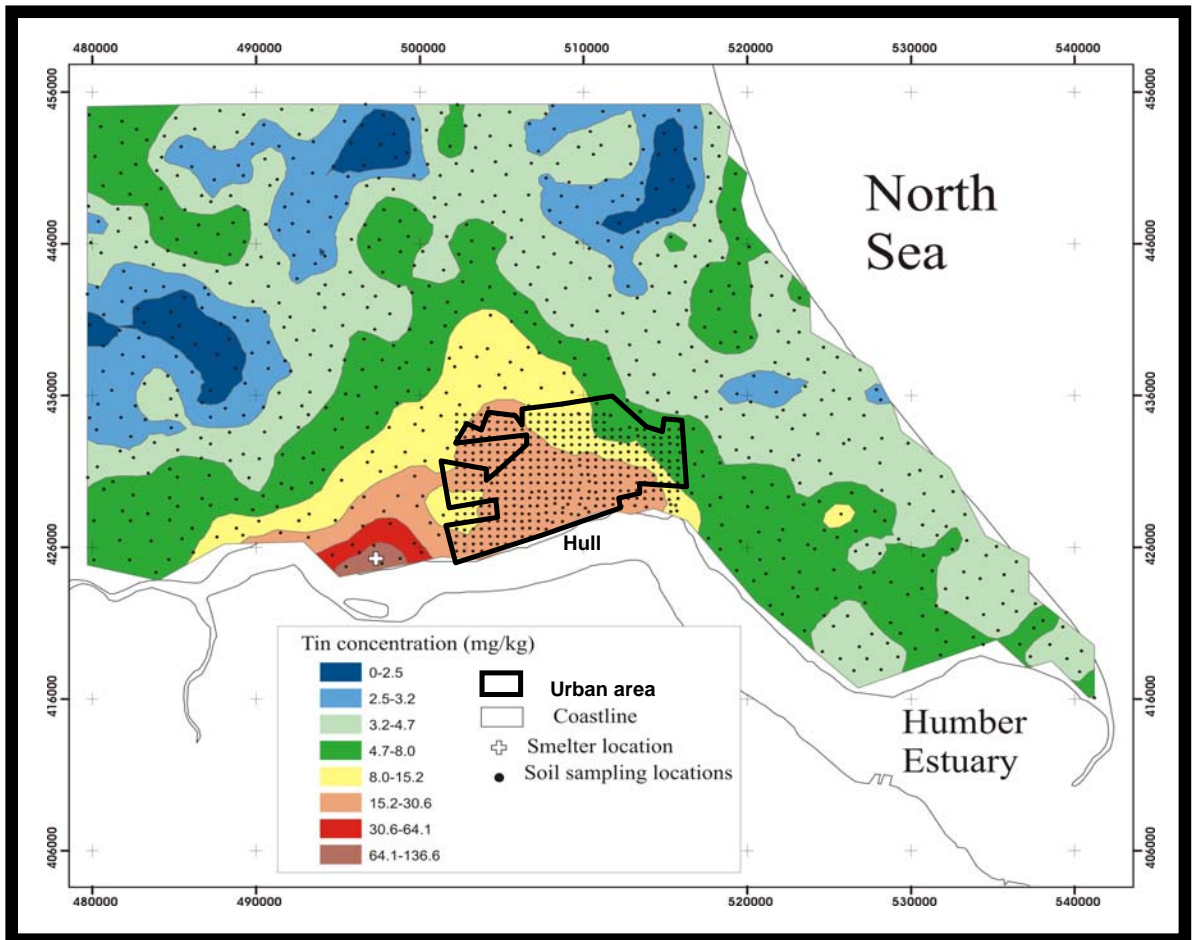 480000 490000 500000 510000 520000 530000 540000
456000 456000
North
Sea
446000 446000
436000 436000
426000 426000
Hull
Tin concentration (mg/kg)
0-2.5
2.5-3.2
3.2-4.7
4.7-8.0
8.0-15.2
15.2-30.6
30.6-64.1
64.1-136.6
Urban area
Coastline
Smelter location
Soil sampling locations
416000 416000
Humber
Estuary
406000 406000
480000 490000 520000 530000 540000